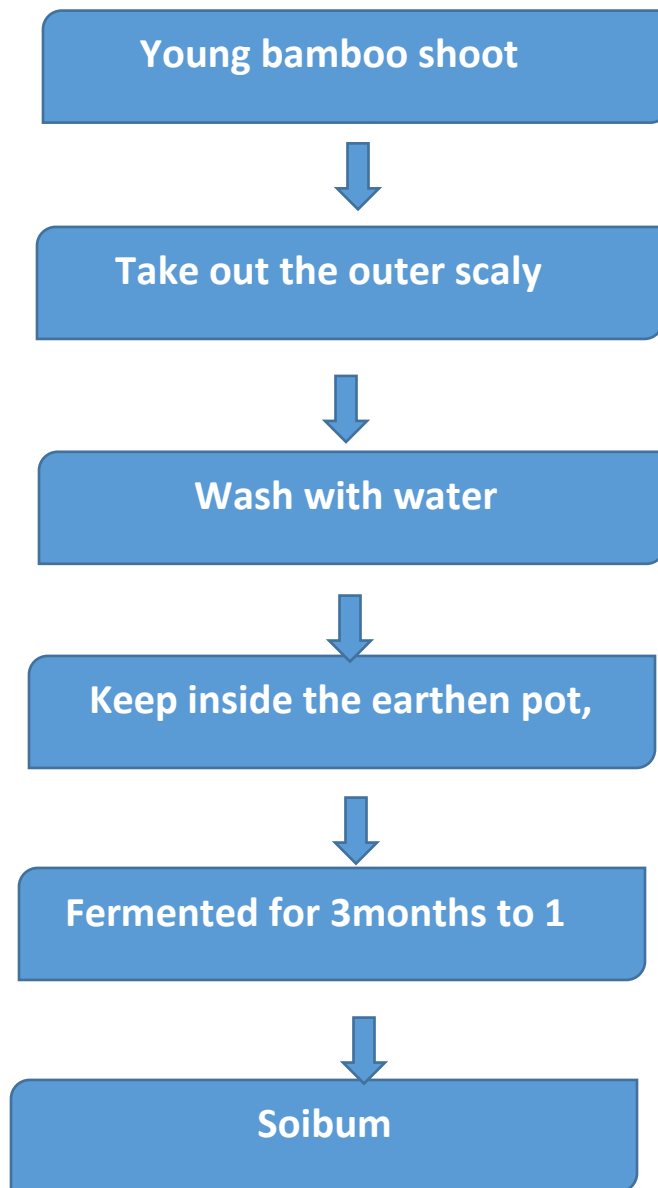 Young bamboo shoot
Take out the outer scaly
Wash with water
Keep inside the earthen pot,
Fermented for 3months to 1
Soibum